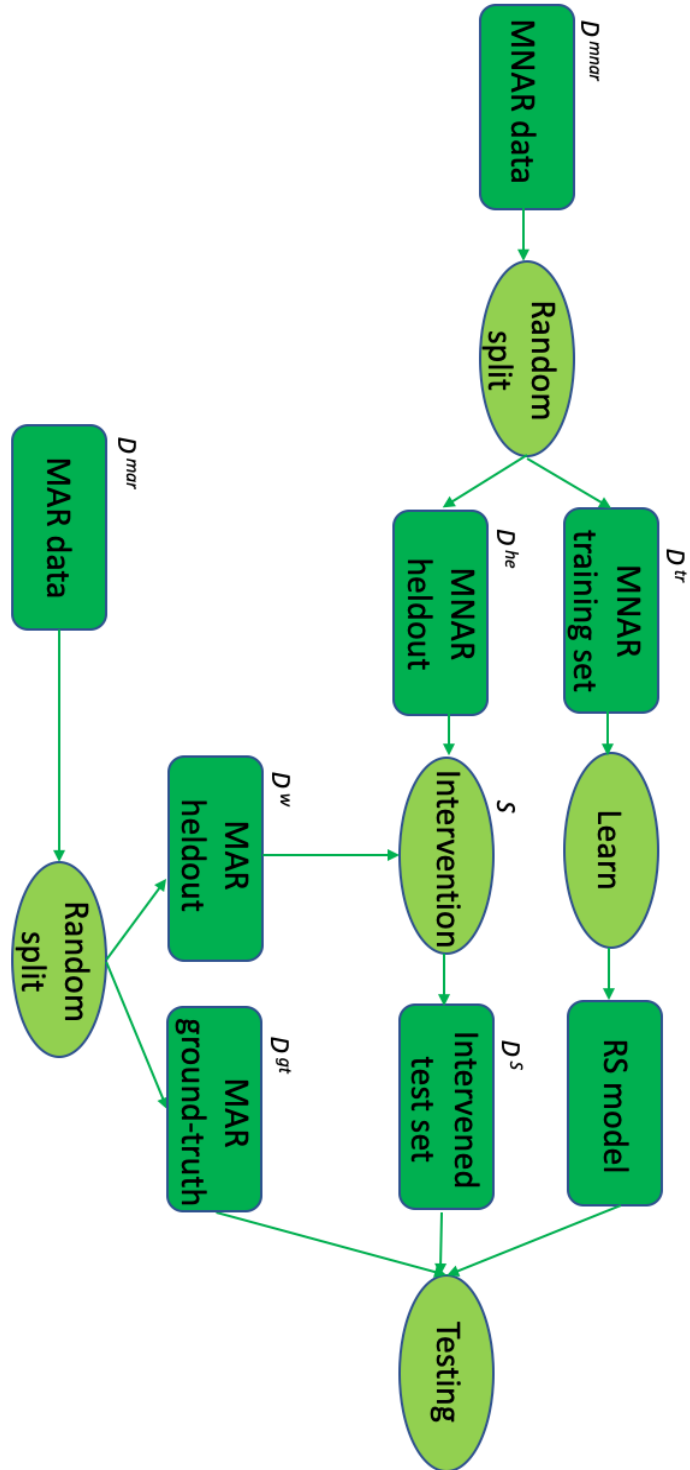 D^mnar
MNAR data
Random
split
D^tr
MNAR
training set
Learn
RS model
D^he
MNAR
heldout
S
Intervention
D^S
Intervened
test set
Testing
D^mar
MAR data
Random
split
D^w
MAR
heldout
D^gt
MAR
ground-truth